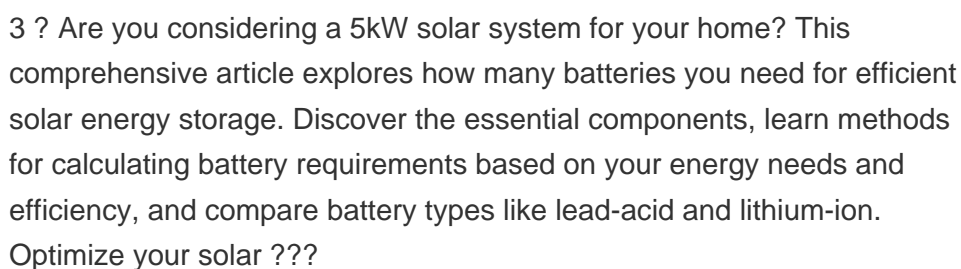 3 ? Are you considering a 5kW solar system for your home? This
comprehensive article explores how many batteries you need for efficient
solar energy storage. Discover the essential components, learn methods
for calculating battery requirements based on your energy needs and
efficiency, and compare battery types like lead-acid and lithium-ion.
Optimize your solar ???